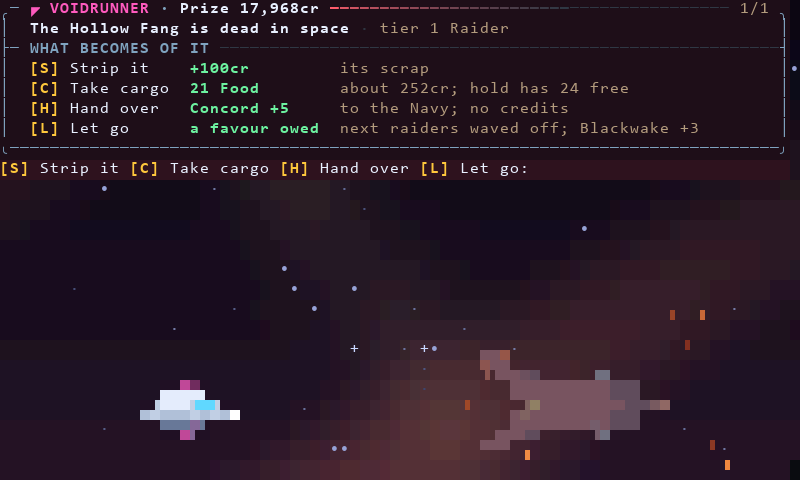 VOIDRUNNER · Prize 17,968cr 1/1
The Hollow Fang is dead in space · tier 1 Raider
WHAT BECOMES OF IT
[S] Strip it +100cr its scrap
[C] Take cargo 21 Food about 252cr; hold has 24 free
[H] Hand over Concord +5 to the Navy; no credits
[L] Let go a favour owed next raiders waved off; Blackwake +3
[S] Strip it [C] Take cargo [H] Hand over [L] Let go: